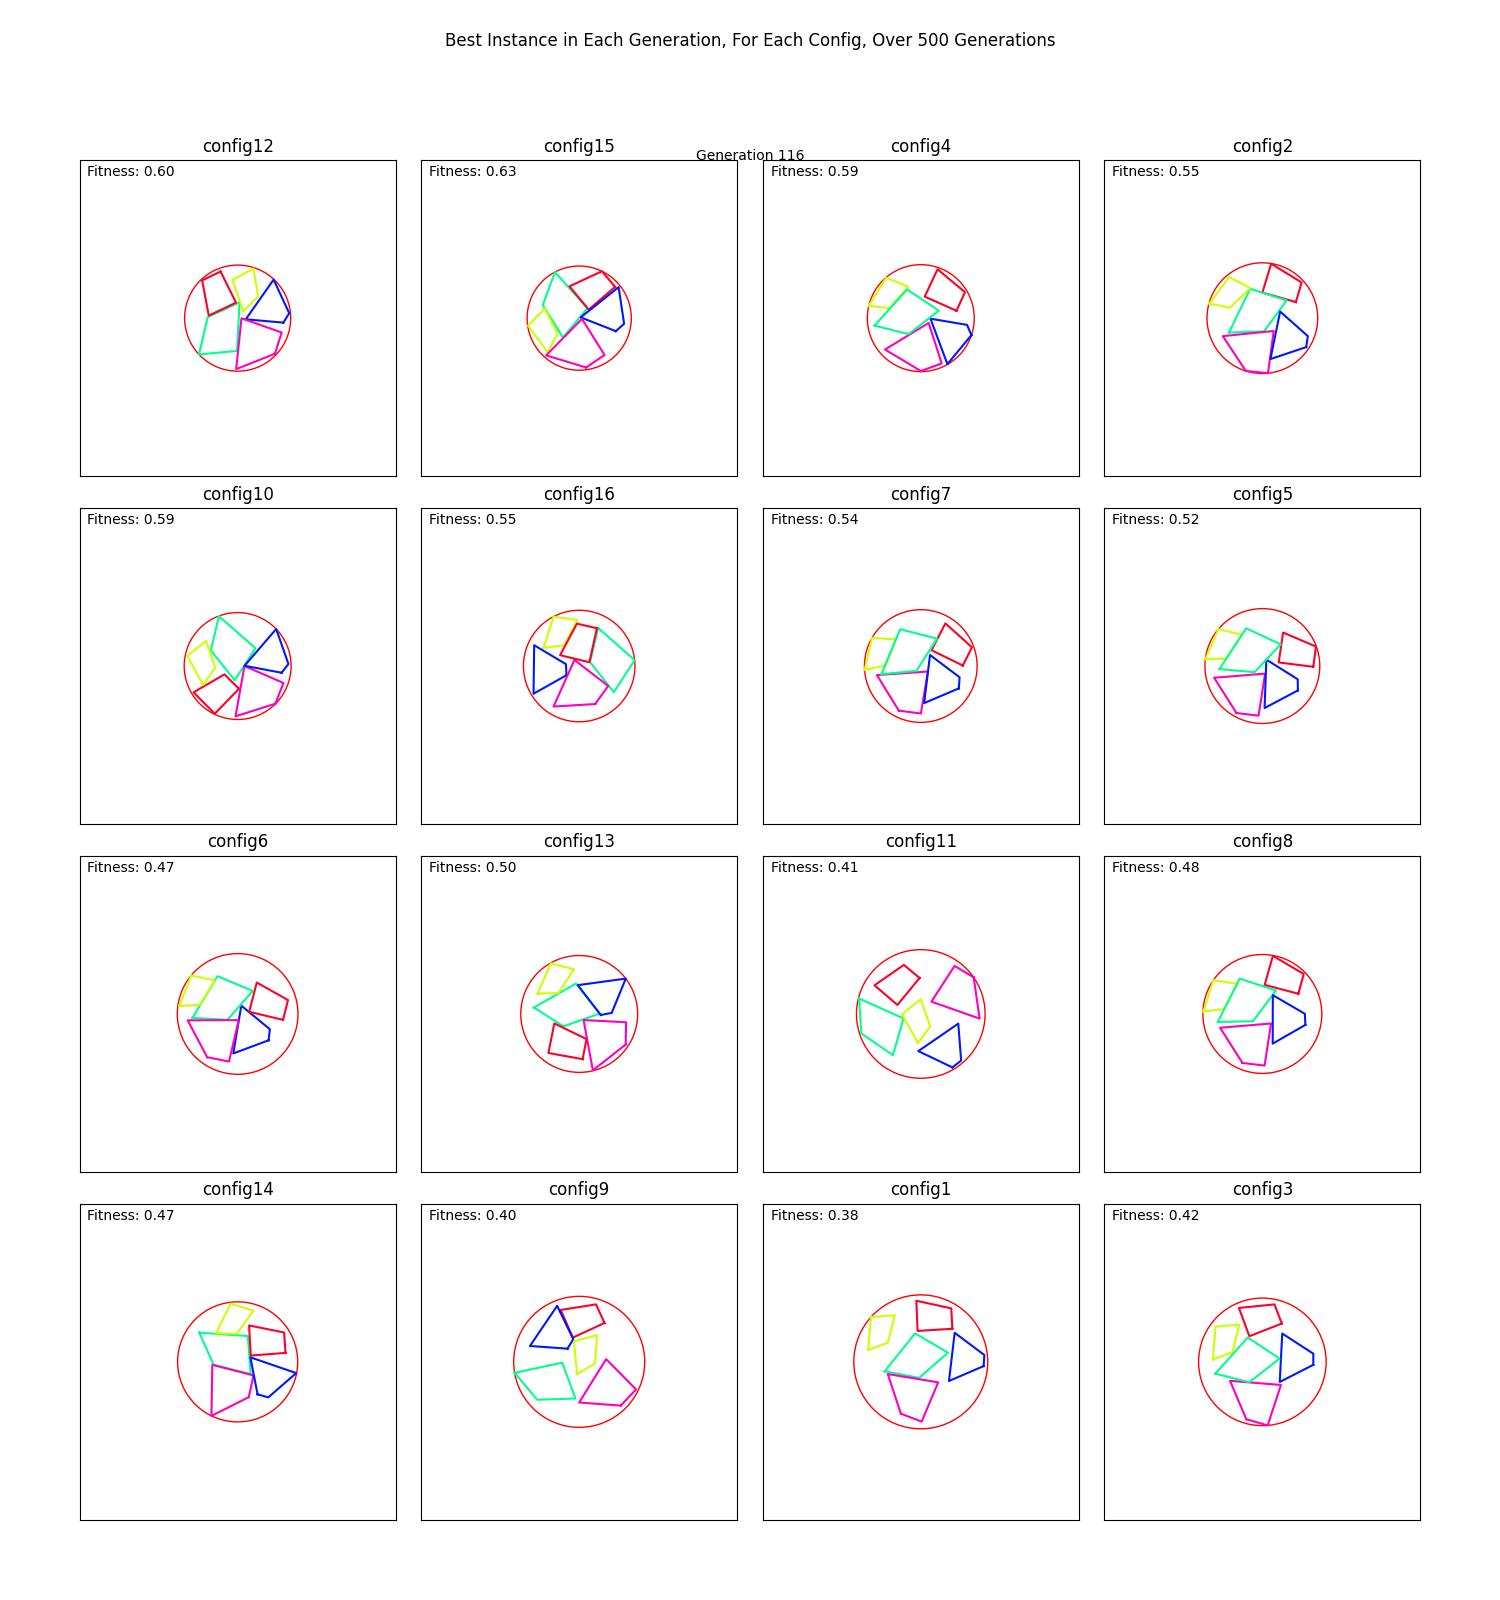 Best Instance in Each Generation, For Each Config, Over 500 Generations
config12
config15
config4
config2
Generation 116
Fitness: 0.60
Fitness: 0.63
Fitness: 0.59
Fitness: 0.55
config10
config16
config7
config5
Fitness: 0.59
Fitness: 0.55
Fitness: 0.54
Fitness: 0.52
config6
config13
config11
config8
Fitness: 0.47
Fitness: 0.50
Fitness: 0.41
Fitness: 0.48
config14
config9
config1
config3
Fitness: 0.47
Fitness: 0.40
Fitness: 0.38
Fitness: 0.42